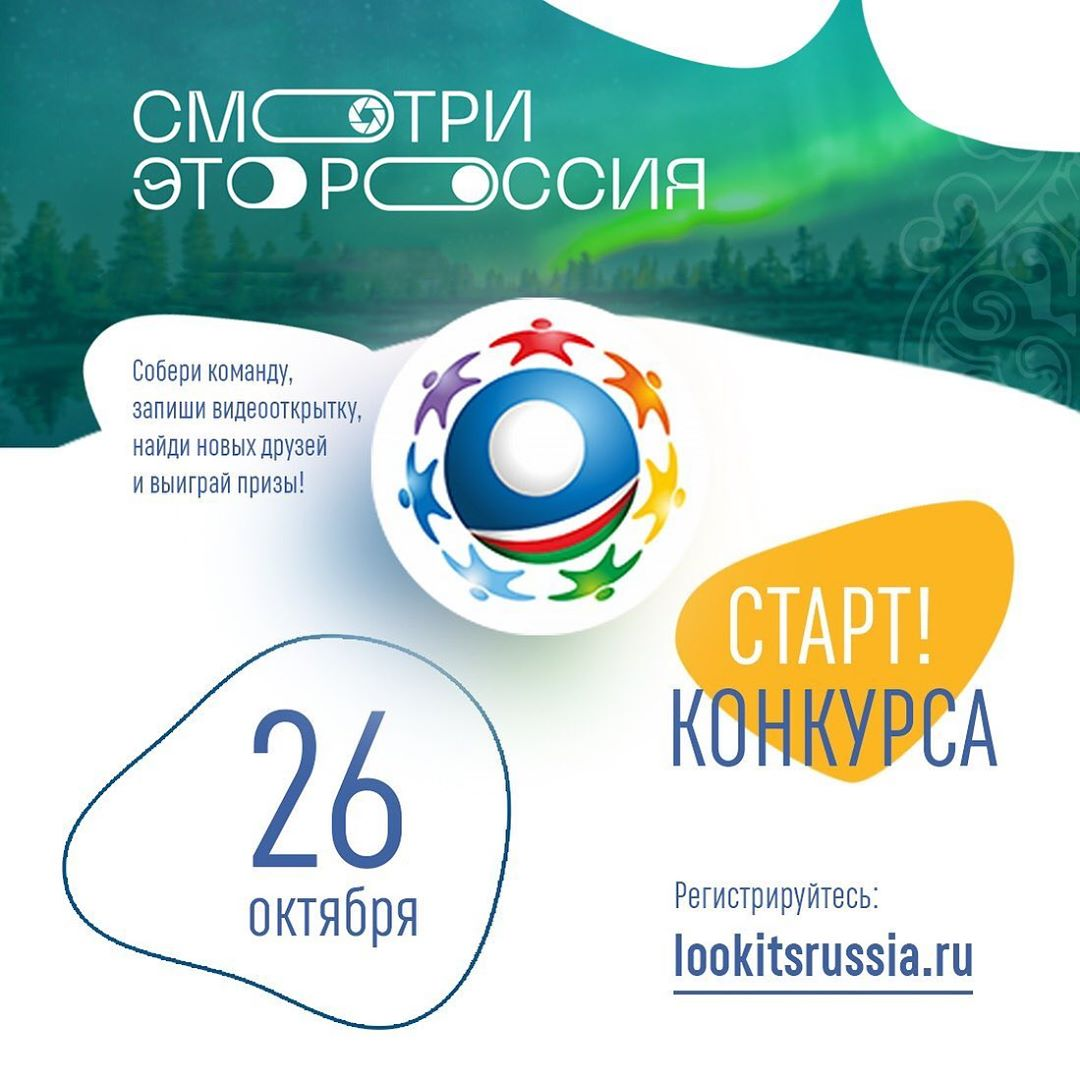 СМОТРИ
ЭТО РОССИЯ
Собери команду,
запиши видеооткрытку,
найди новых друзей
и выиграй призы!
СТАРТ!
КОНКУРСА
26
октября
Регистрируйтесь:
lookitsrussia.ru